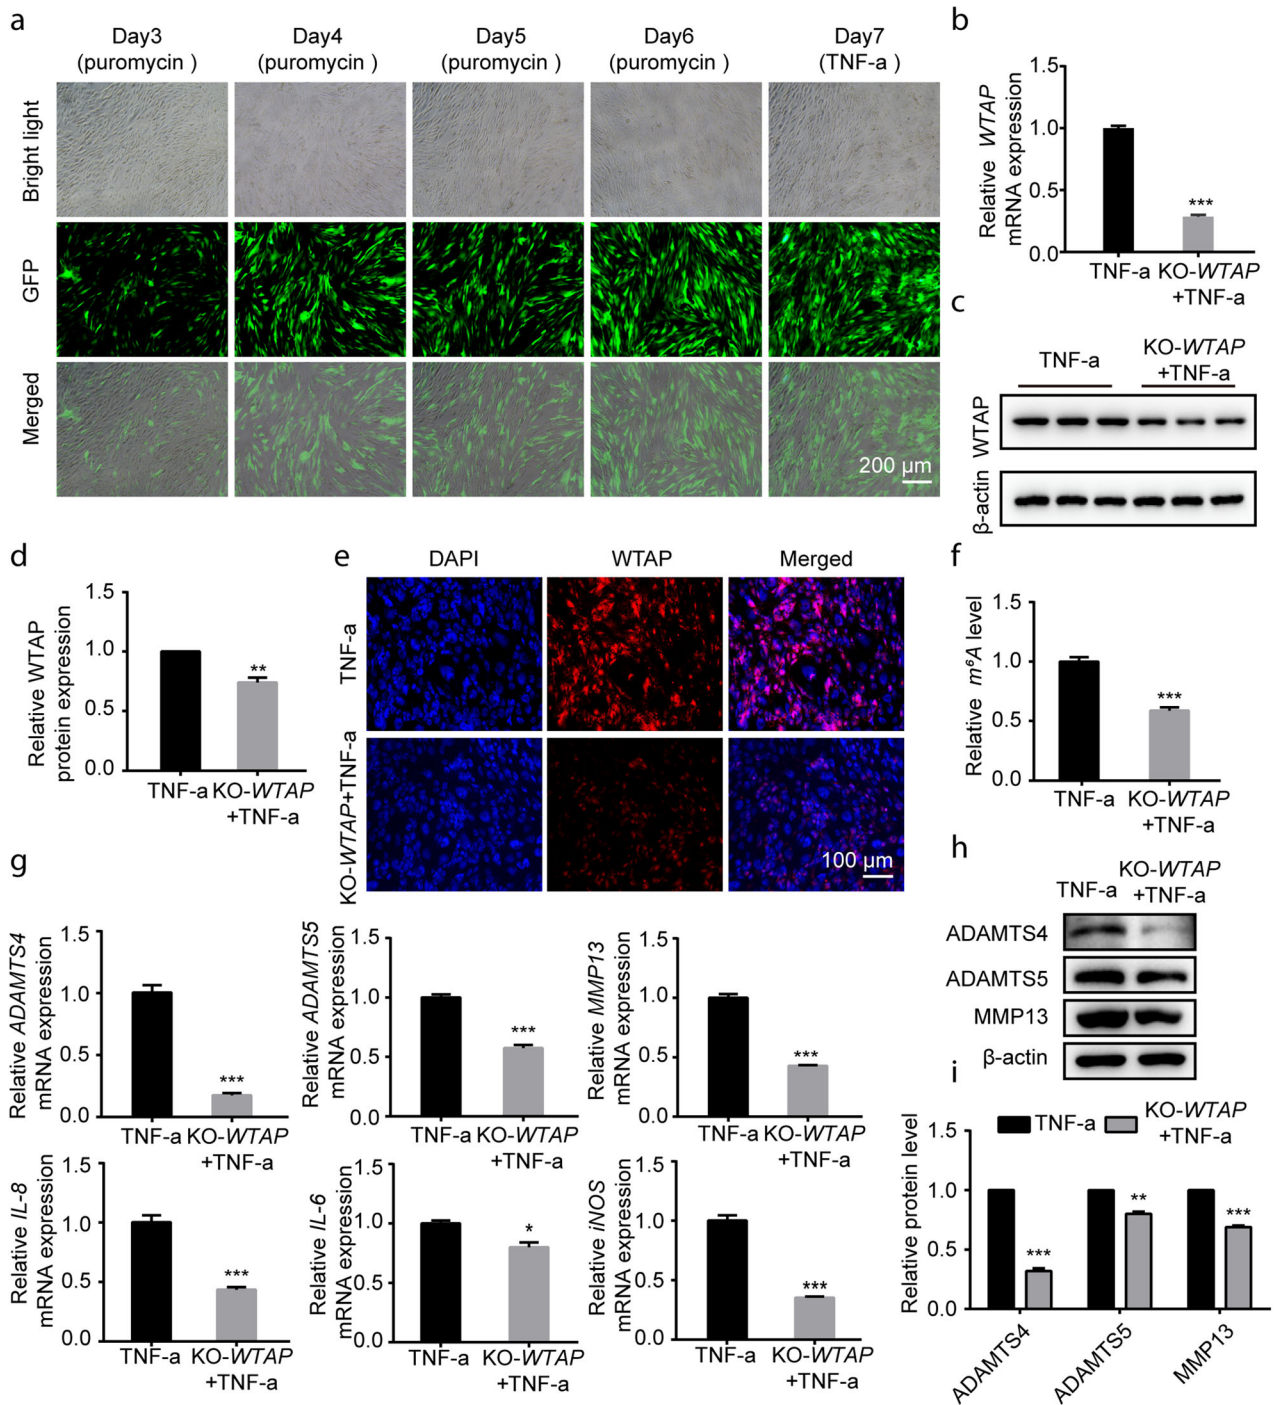 a
Day3
(puromycin )
Day4
(puromycin )
Day5
(puromycin )
Day6
(puromycin )
Day7
(TNF-a )
Bright light
GFP
Merged
200 µm
b
Relative WTAP
mRNA expression
1.5
1.0
0.5
0.0
***
TNF-a
KO-WTAP
+TNF-a
c
TNF-a
KO-WTAP
+TNF-a
WTAP
β-actin
d
Relative WTAP
protein expression
1.5
1.0
0.5
0.0
**
TNF-a
KO-WTAP
+TNF-a
e
DAPI
WTAP
Merged
TNF-a
KO-WTAP+TNF-a
100 µm
f
Relative m⁶A level
1.5
1.0
0.5
0.0
***
TNF-a
KO-WTAP
+TNF-a
g
Relative ADAMTS4
mRNA expression
1.5
1.0
0.5
0.0
***
TNF-a
KO-WTAP
+TNF-a
Relative ADAMTS5
mRNA expression
1.5
1.0
0.5
0.0
***
TNF-a
KO-WTAP
+TNF-a
Relative MMP13
mRNA expression
1.5
1.0
0.5
0.0
***
TNF-a
KO-WTAP
+TNF-a
Relative IL-8
mRNA expression
1.5
1.0
0.5
0.0
***
TNF-a
KO-WTAP
+TNF-a
Relative IL-6
mRNA expression
1.5
1.0
0.5
0.0
*
TNF-a
KO-WTAP
+TNF-a
Relative iNOS
mRNA expression
1.5
1.0
0.5
0.0
***
TNF-a
KO-WTAP
+TNF-a
h
TNF-a
KO-WTAP
+TNF-a
ADAMTS4
ADAMTS5
MMP13
β-actin
i
TNF-a
KO-WTAP
+TNF-a
Relative protein level
1.5
1.0
0.5
0.0
***
**
***
ADAMTS4
ADAMTS5
MMP13